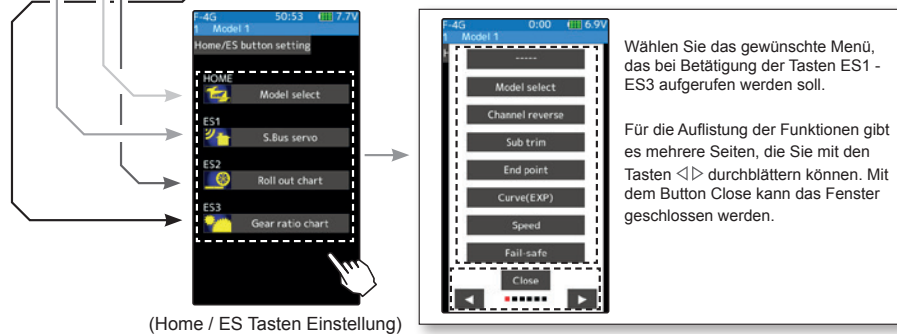 F-4G 50:53 7.7V
1 Model 1
Home/ES button setting
HOME
Model select
ES1
S.Bus servo
ES2
Roll out chart
ES3
Gear ratio chart
(Home / ES Tasten Einstellung)
F-4G 0:00 6.9V
1 Model 1
-----
Model select
Channel reverse
Sub trim
End point
Curve(EXP)
Speed
Fail-safe
Close
Wählen Sie das gewünschte Menü,
das bei Betätigung der Tasten ES1 -
ES3 aufgerufen werden soll.
Für die Auflistung der Funktionen gibt
es mehrere Seiten, die Sie mit den
Tasten ◁ ▷ durchblättern können. Mit
dem Button Close kann das Fenster
geschlossen werden.